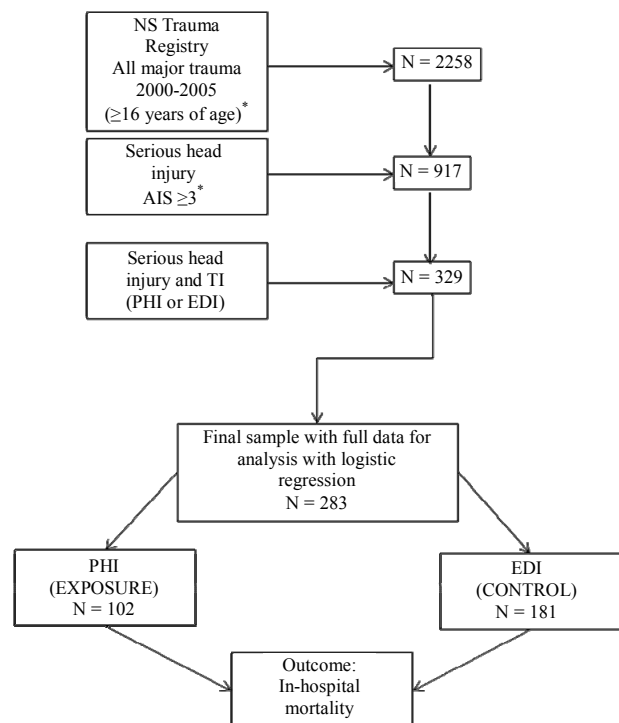 NS Trauma
Registry
All major trauma
2000-2005
(≥16 years of age)*
N = 2258
Serious head
injury
AIS ≥3*
N = 917
Serious head
injury and TI
(PHI or EDI)
N = 329
Final sample with full data for
analysis with logistic
regression
N = 283
PHI
(EXPOSURE)
N = 102
EDI
(CONTROL)
N = 181
Outcome:
In-hospital
mortality